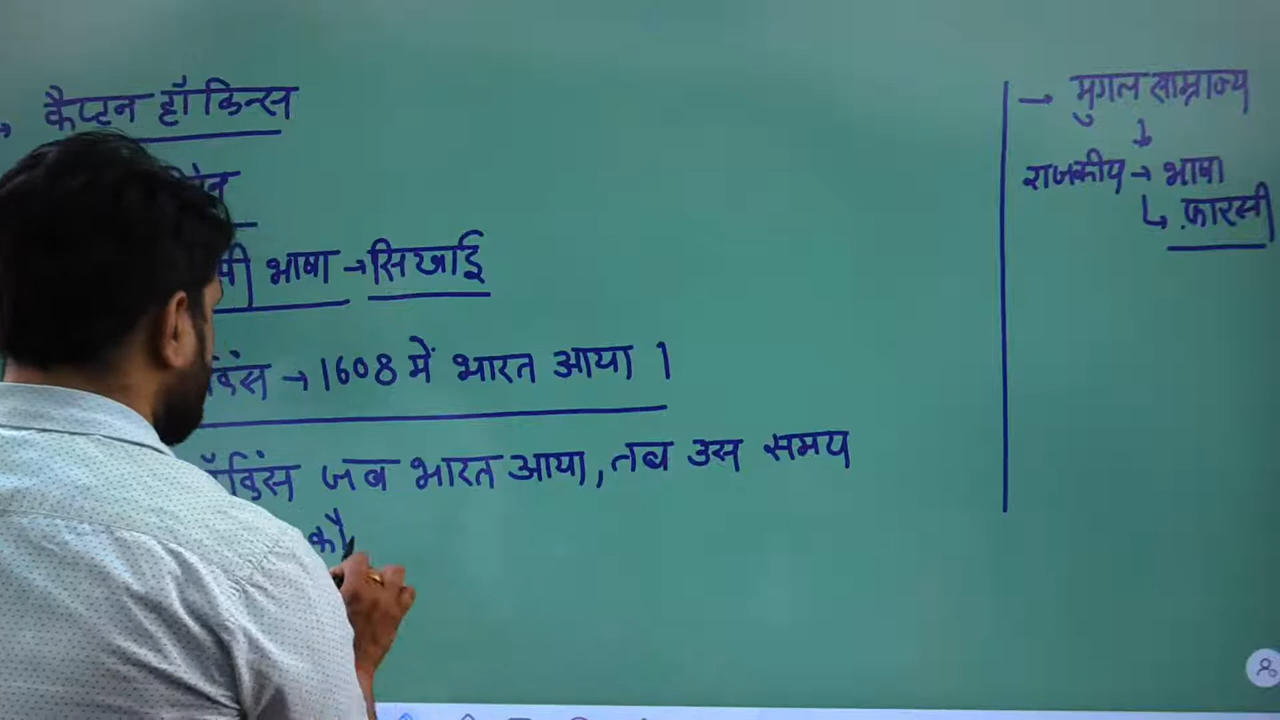 कैप्टन हॉकिन्स
भाषा → सिखाई
→ 1608 में भारत आया ।
जब भारत आया, तब उस समय
→ मुगल साम्राज्य
↓
राजकीय → भाषा
↳ फ़ारसी